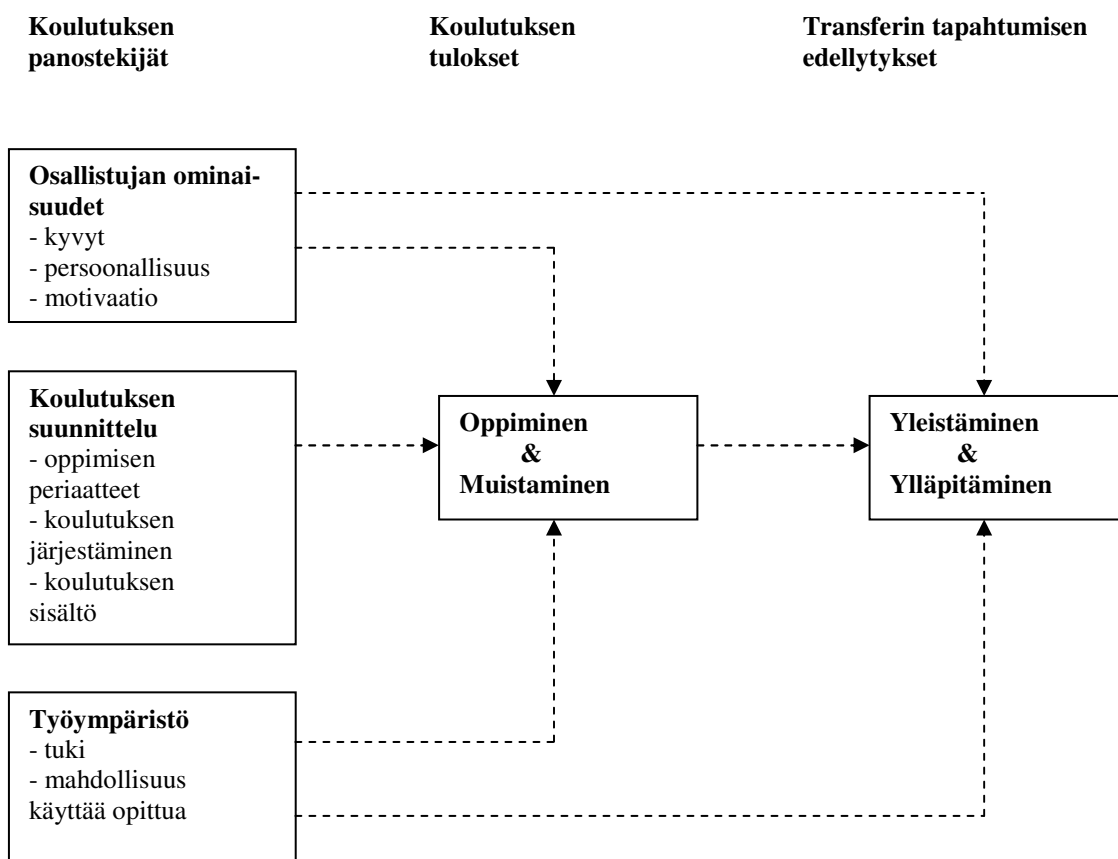 Koulutuksen
panostekijät
Koulutuksen
tulokset
Transferin tapahtumisen
edellytykset
Osallistujan ominai-
suudet
- kyvyt
- persoonallisuus
- motivaatio
Koulutuksen
suunnittelu
- oppimisen
periaatteet
- koulutuksen
järjestäminen
- koulutuksen
sisältö
Oppiminen
&
Muistaminen
Yleistäminen
&
Ylläpitäminen
Työympäristö
- tuki
- mahdollisuus
käyttää opittua